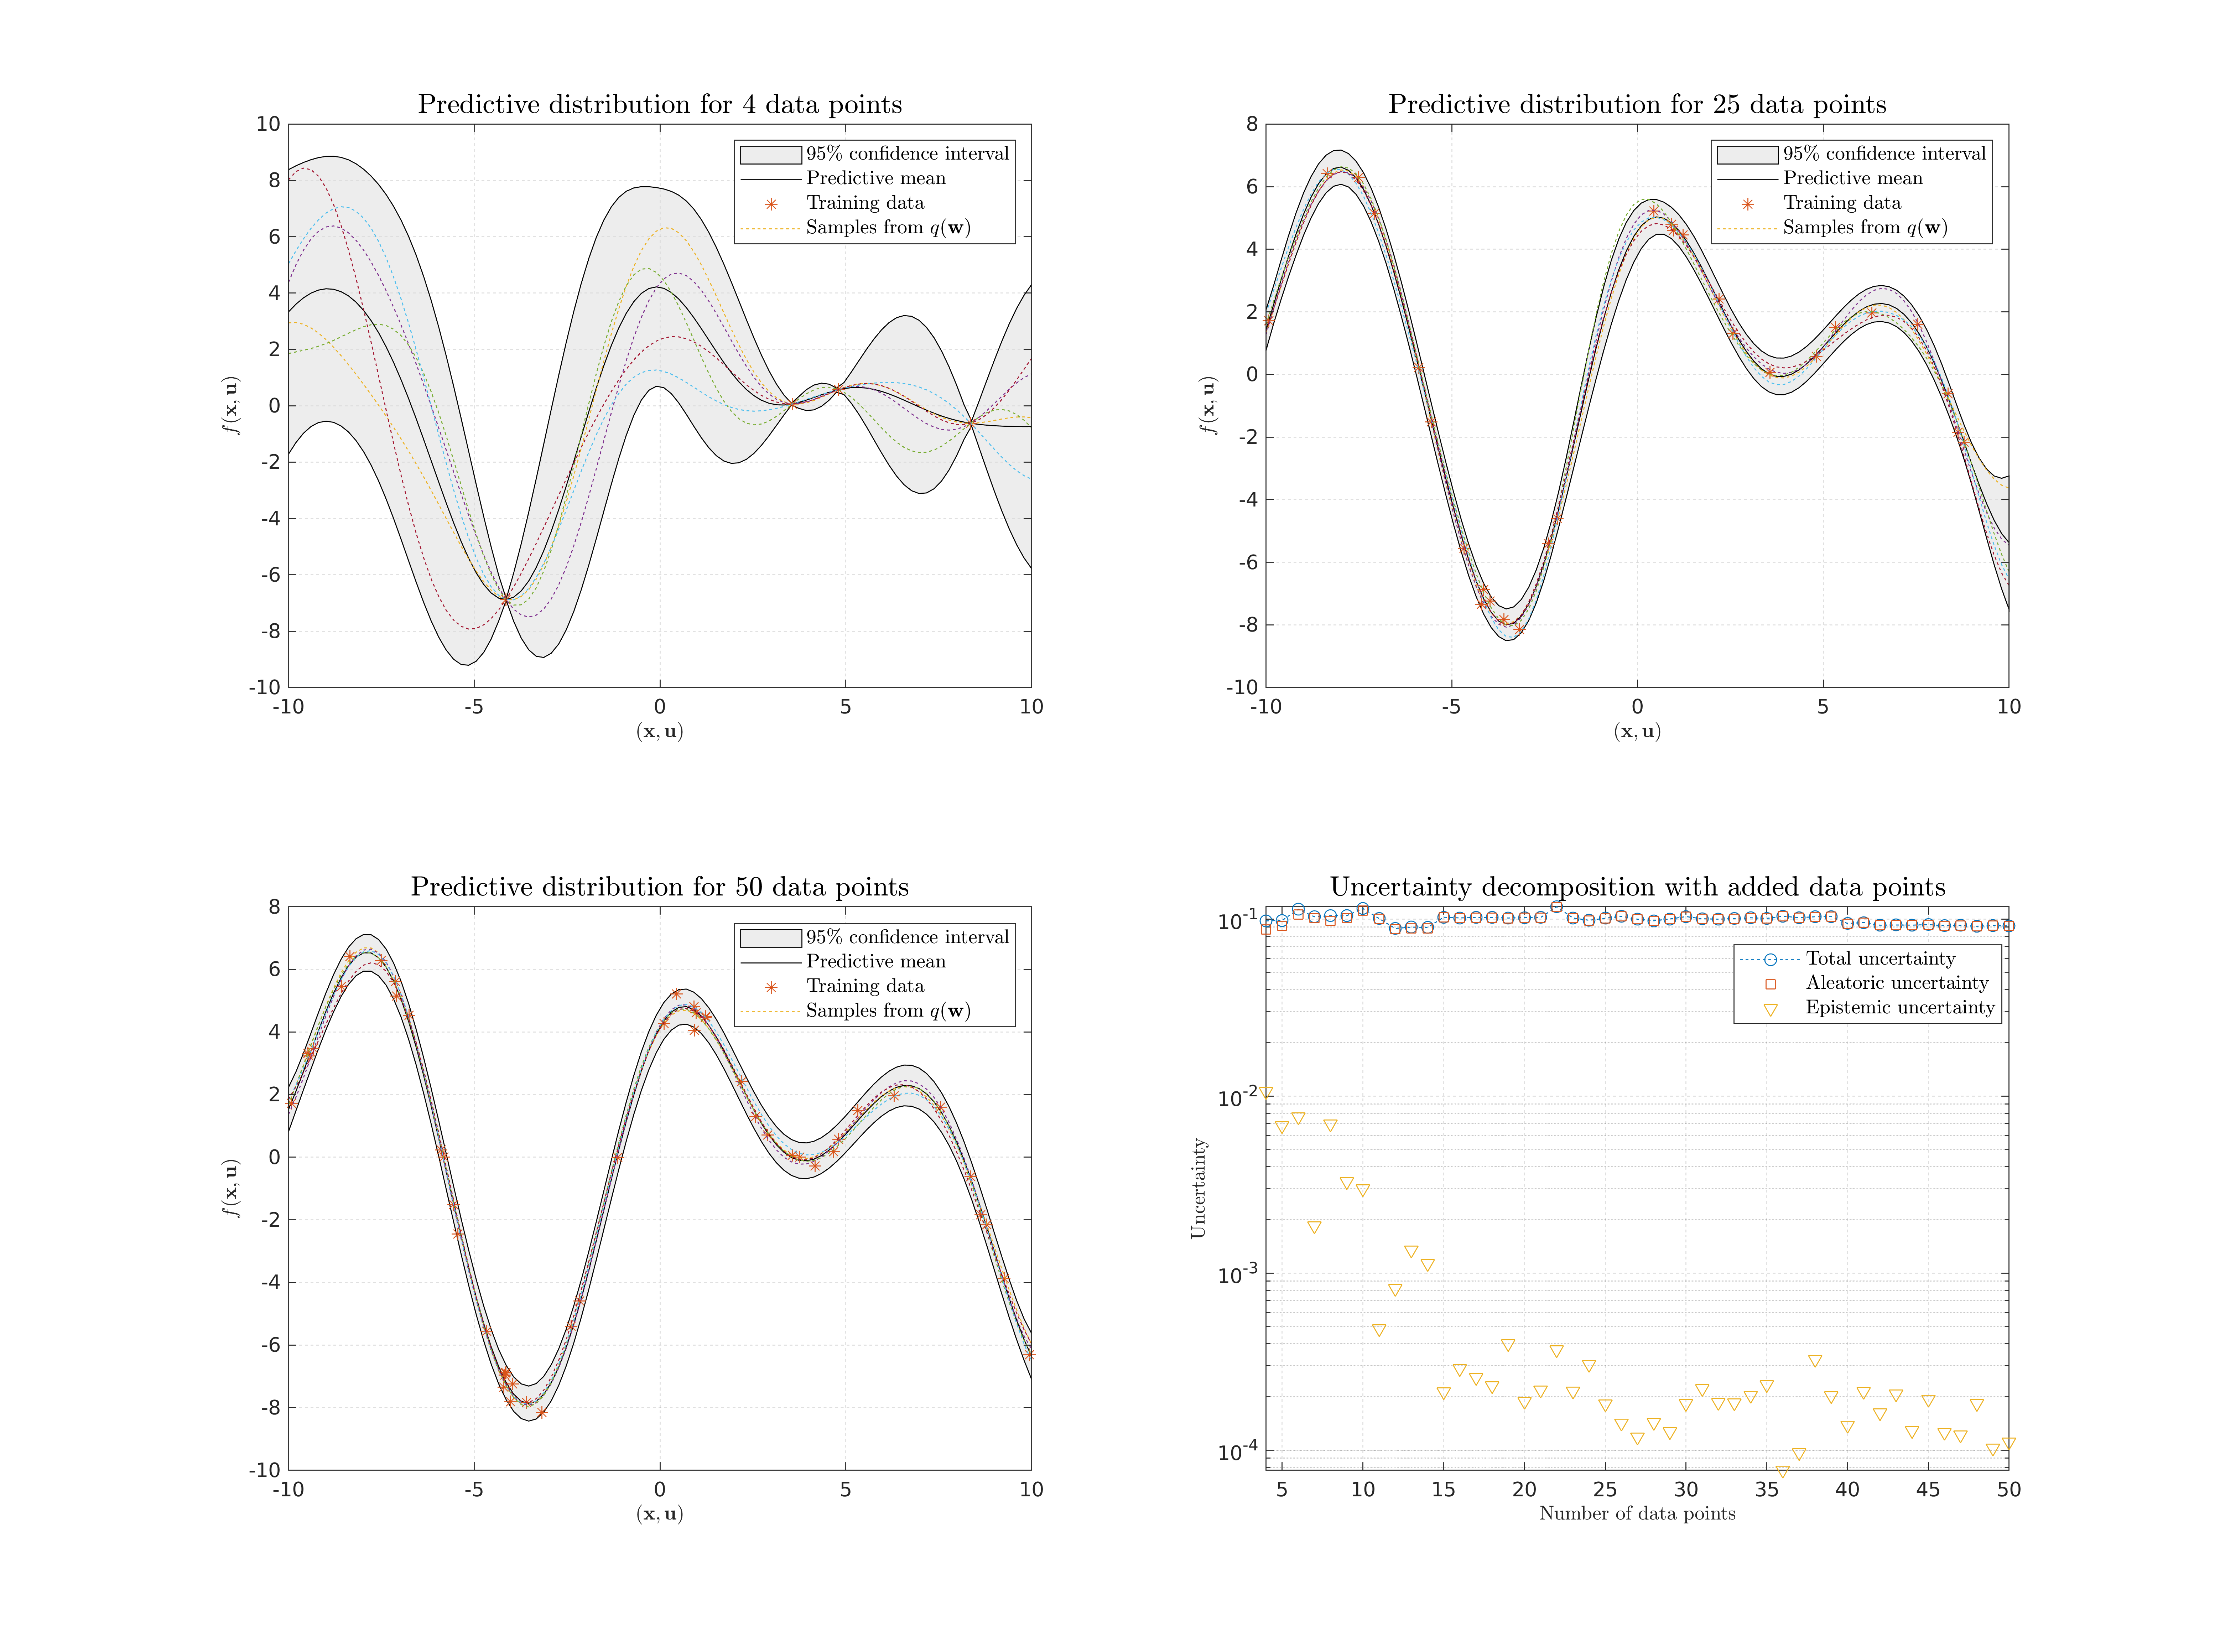 Predictive distribution for 4 data points
10
8
6
4
2
0
-2
-4
-6
-8
-10
f(x, u)
-10 -5 0 5 10
(x, u)
95% confidence interval
Predictive mean
Training data
Samples from q(w)
Predictive distribution for 25 data points
8
6
4
2
0
-2
-4
-6
-8
-10
f(x, u)
-10 -5 0 5 10
(x, u)
95% confidence interval
Predictive mean
Training data
Samples from q(w)
Predictive distribution for 50 data points
8
6
4
2
0
-2
-4
-6
-8
-10
f(x, u)
-10 -5 0 5 10
(x, u)
95% confidence interval
Predictive mean
Training data
Samples from q(w)
Uncertainty decomposition with added data points
10^-1
10^-2
10^-3
10^-4
Uncertainty
5 10 15 20 25 30 35 40 45 50
Number of data points
Total uncertainty
Aleatoric uncertainty
Epistemic uncertainty